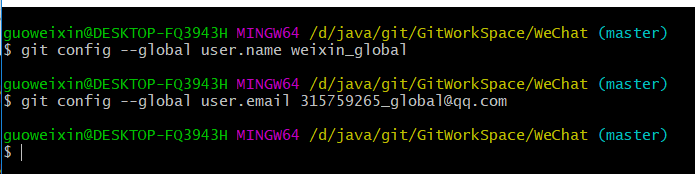 guoweixin@DESKTOP-FQ3943H MINGW64 /d/java/git/GitWorkSpace/WeChat (master)
$ git config --global user.name weixin_global
guoweixin@DESKTOP-FQ3943H MINGW64 /d/java/git/GitWorkSpace/WeChat (master)
$ git config --global user.email 315759265_global@qq.com
guoweixin@DESKTOP-FQ3943H MINGW64 /d/java/git/GitWorkSpace/WeChat (master)
$